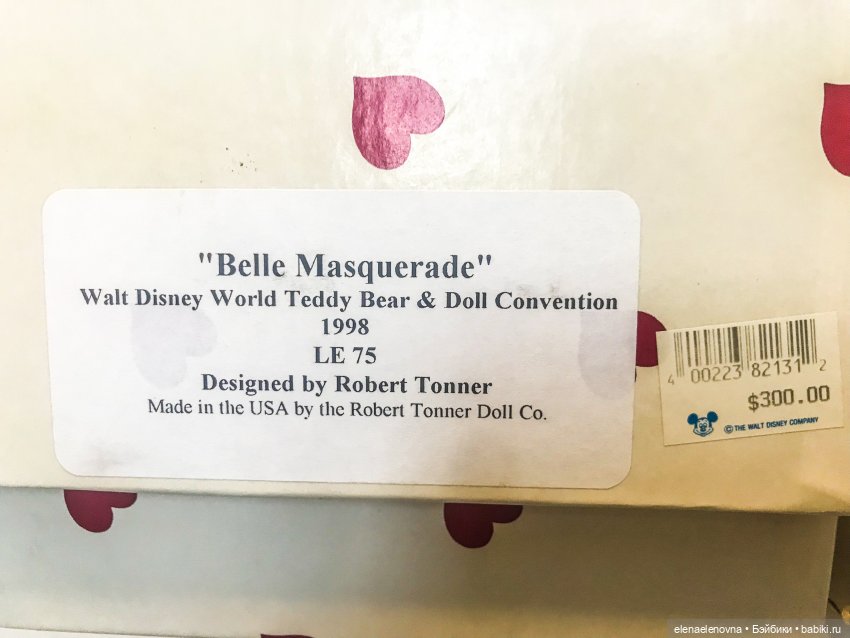 "Belle Masquerade"
Walt Disney World Teddy Bear & Doll Convention
1998
LE 75
Designed by Robert Tonner
Made in the USA by the Robert Tonner Doll Co.
4 00223 82131 2
$300.00
© THE WALT DISNEY COMPANY
elenaelenovna • Бэйбики • babiki.ru